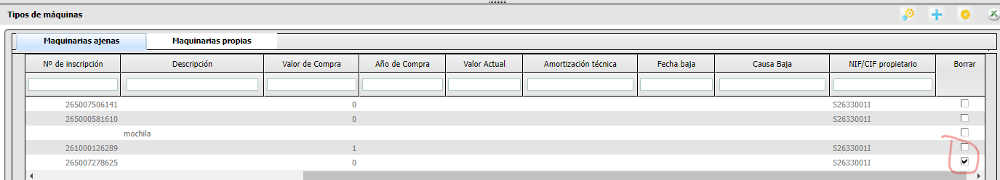 Tipos de máquinas
Maquinarias ajenas Maquinarias propias
Nº de inscripción Descripción Valor de Compra Año de Compra Valor Actual Amortización técnica Fecha baja Causa Baja NIF/CIF propietario Borrar
265007506141 0 S2633001I
265000581610 0 S2633001I
mochila
261000126289 1 S2633001I
265007278625 0 S2633001I